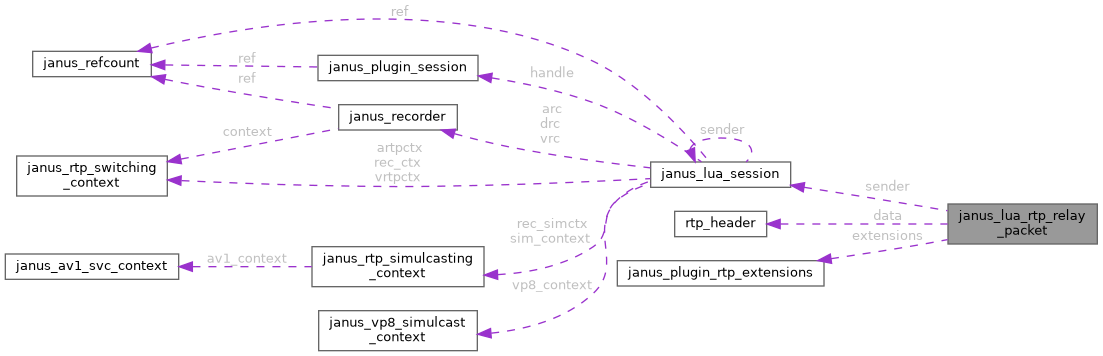 ref
janus_refcount
ref
janus_plugin_session
handle
ref
janus_recorder
arc
drc
vrc
sender
context
janus_rtp_switching
_context
artpctx
rec_ctx
vrtpctx
janus_lua_session
sender
janus_lua_rtp_relay
_packet
rtp_header
data
extensions
rec_simctx
sim_context
janus_av1_svc_context
av1_context
janus_rtp_simulcasting
_context
janus_plugin_rtp_extensions
vp8_context
janus_vp8_simulcast
_context